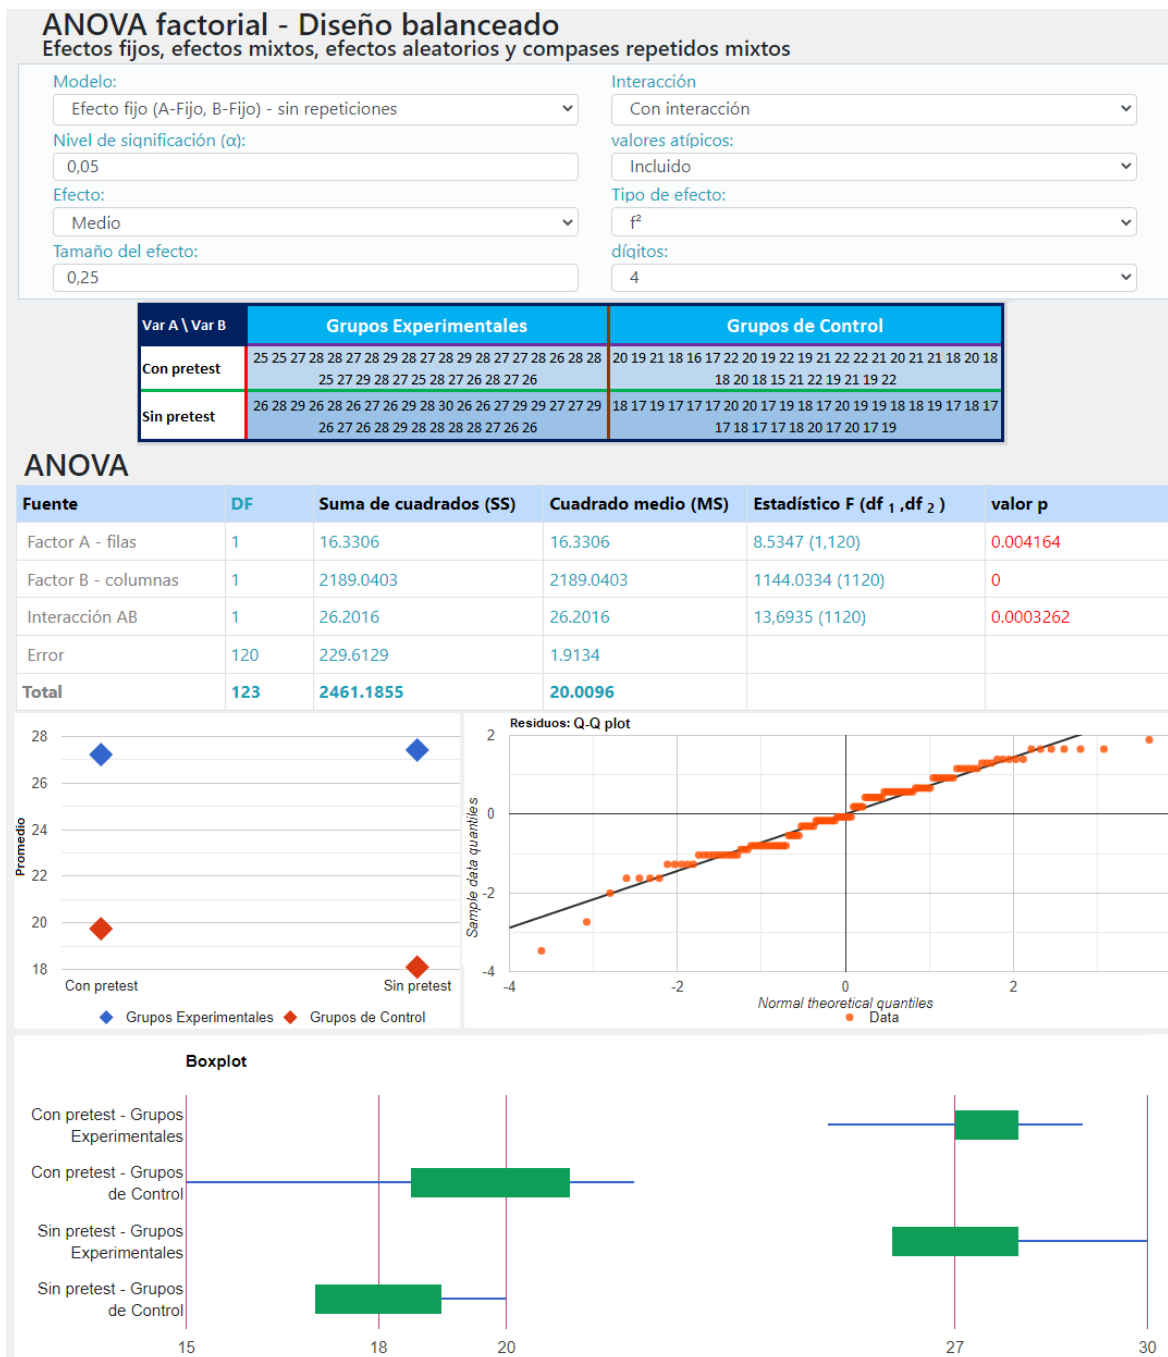 ANOVA factorial - Diseño balanceado
Efectos fijos, efectos mixtos, efectos aleatorios y compases repetidos mixtos
Modelo: Interacción
Efecto fijo (A-Fijo, B-Fijo) - sin repeticiones Con interacción
Nivel de significación (α): valores atípicos:
0,05 Incluido
Efecto: Tipo de efecto:
Medio f²
Tamaño del efecto: dígitos:
0,25 4
Var A \ Var B Grupos Experimentales Grupos de Control
Con pretest 25 25 27 28 28 27 28 29 28 27 28 29 28 27 27 28 26 28 28 20 19 21 18 16 17 22 20 19 22 19 21 22 22 21 20 21 21 18 20 18
25 27 29 28 27 25 28 27 26 28 27 26 18 20 18 15 21 22 19 21 19 22
Sin pretest 26 28 29 26 28 26 27 26 29 28 30 26 26 27 29 29 27 27 29 18 17 19 17 17 17 20 20 17 19 18 17 20 19 19 18 18 19 17 18 17
26 27 26 28 29 28 28 28 28 27 26 26 17 18 17 17 18 20 17 20 17 19
ANOVA
Fuente DF Suma de cuadrados (SS) Cuadrado medio (MS) Estadístico F (df 1 ,df 2 ) valor p
Factor A - filas 1 16.3306 16.3306 8.5347 (1,120) 0.004164
Factor B - columnas 1 2189.0403 2189.0403 1144.0334 (1120) 0
Interacción AB 1 26.2016 26.2016 13,6935 (1120) 0.0003262
Error 120 229.6129 1.9134
Total 123 2461.1855 20.0096
Promedio
28
26
24
22
20
18
Con pretest Sin pretest
Grupos Experimentales Grupos de Control
Residuos: Q-Q plot
Sample data quantiles
2
0
-2
-4
-4 -2 0 2
Normal theoretical quantiles
Data
Boxplot
Con pretest - Grupos
Experimentales
Con pretest - Grupos
de Control
Sin pretest - Grupos
Experimentales
Sin pretest - Grupos
de Control
15 18 20 27 30